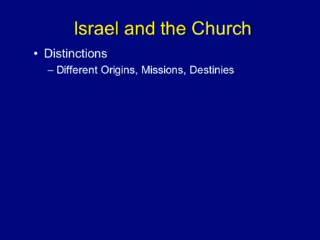 Israel and the Church
• Distinctions
– Different Origins, Missions, Destinies